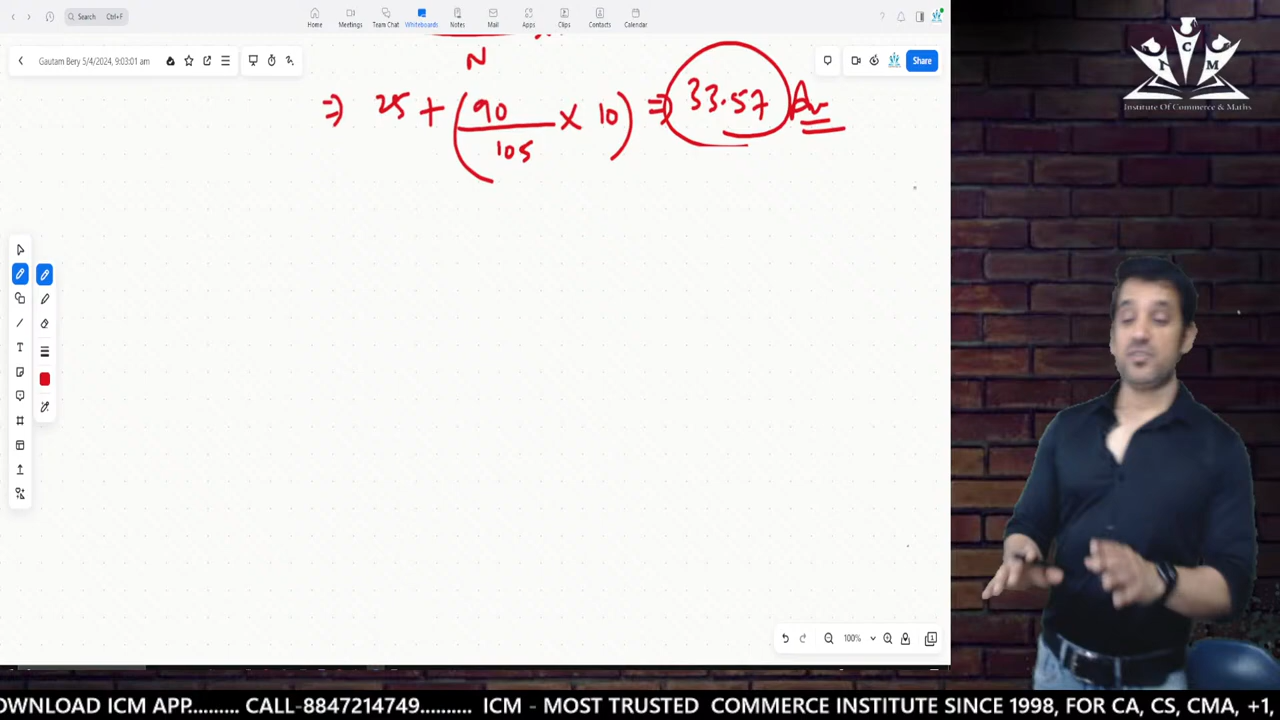 Search Ctrl+F
Home Meetings Team Chat Whiteboards Notes Mail Apps Clips Contacts Calendar
Gautam Bery 5/4/2024, 9:03:01 am
Share
N
⇒ 25 + (90/105 × 10) ⇒ 33.57 Av
100%
I C M
Institute Of Commerce & Maths
OWNLOAD ICM APP......... CALL-8847214749.......... ICM - MOST TRUSTED COMMERCE INSTITUTE SINCE 1998, FOR CA, CS, CMA, +1,